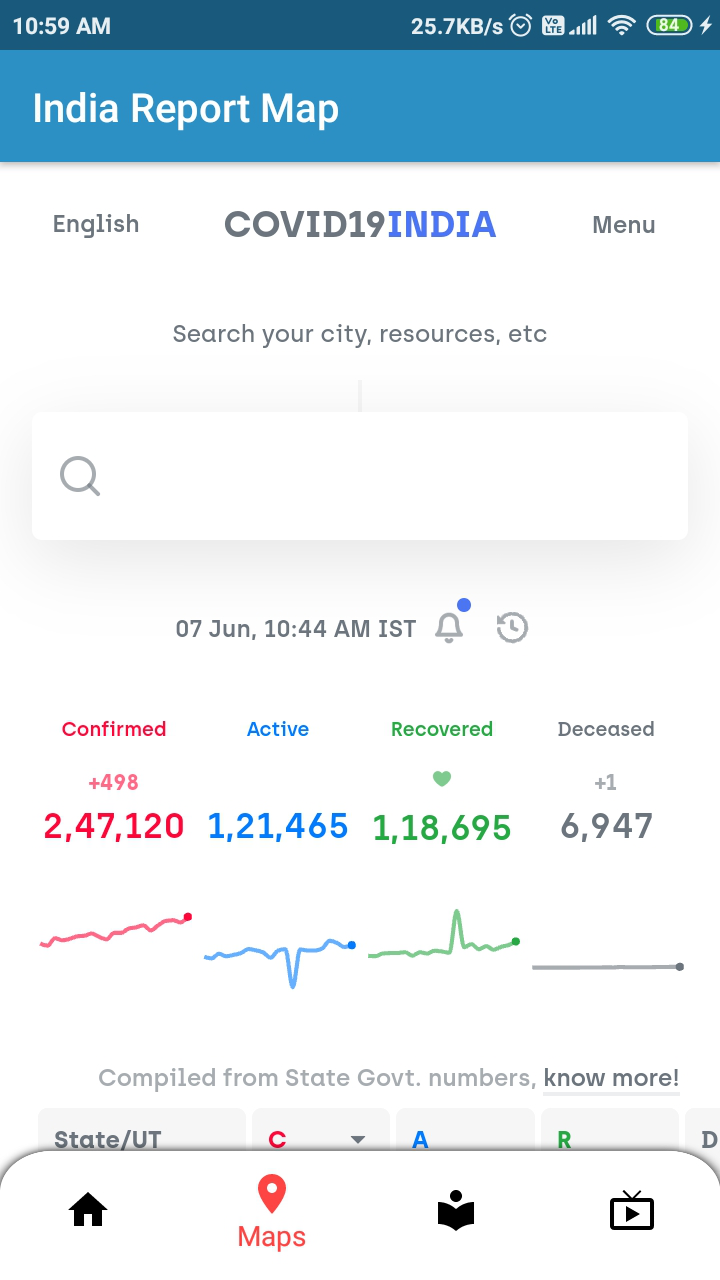 10:59 AM 25.7KB/s Vo LTE 84
India Report Map
English COVID19INDIA Menu
Search your city, resources, etc
07 Jun, 10:44 AM IST
Confirmed Active Recovered Deceased
+498 +1
2,47,120 1,21,465 1,18,695 6,947
Compiled from State Govt. numbers, know more!
State/UT C A R D
Maps